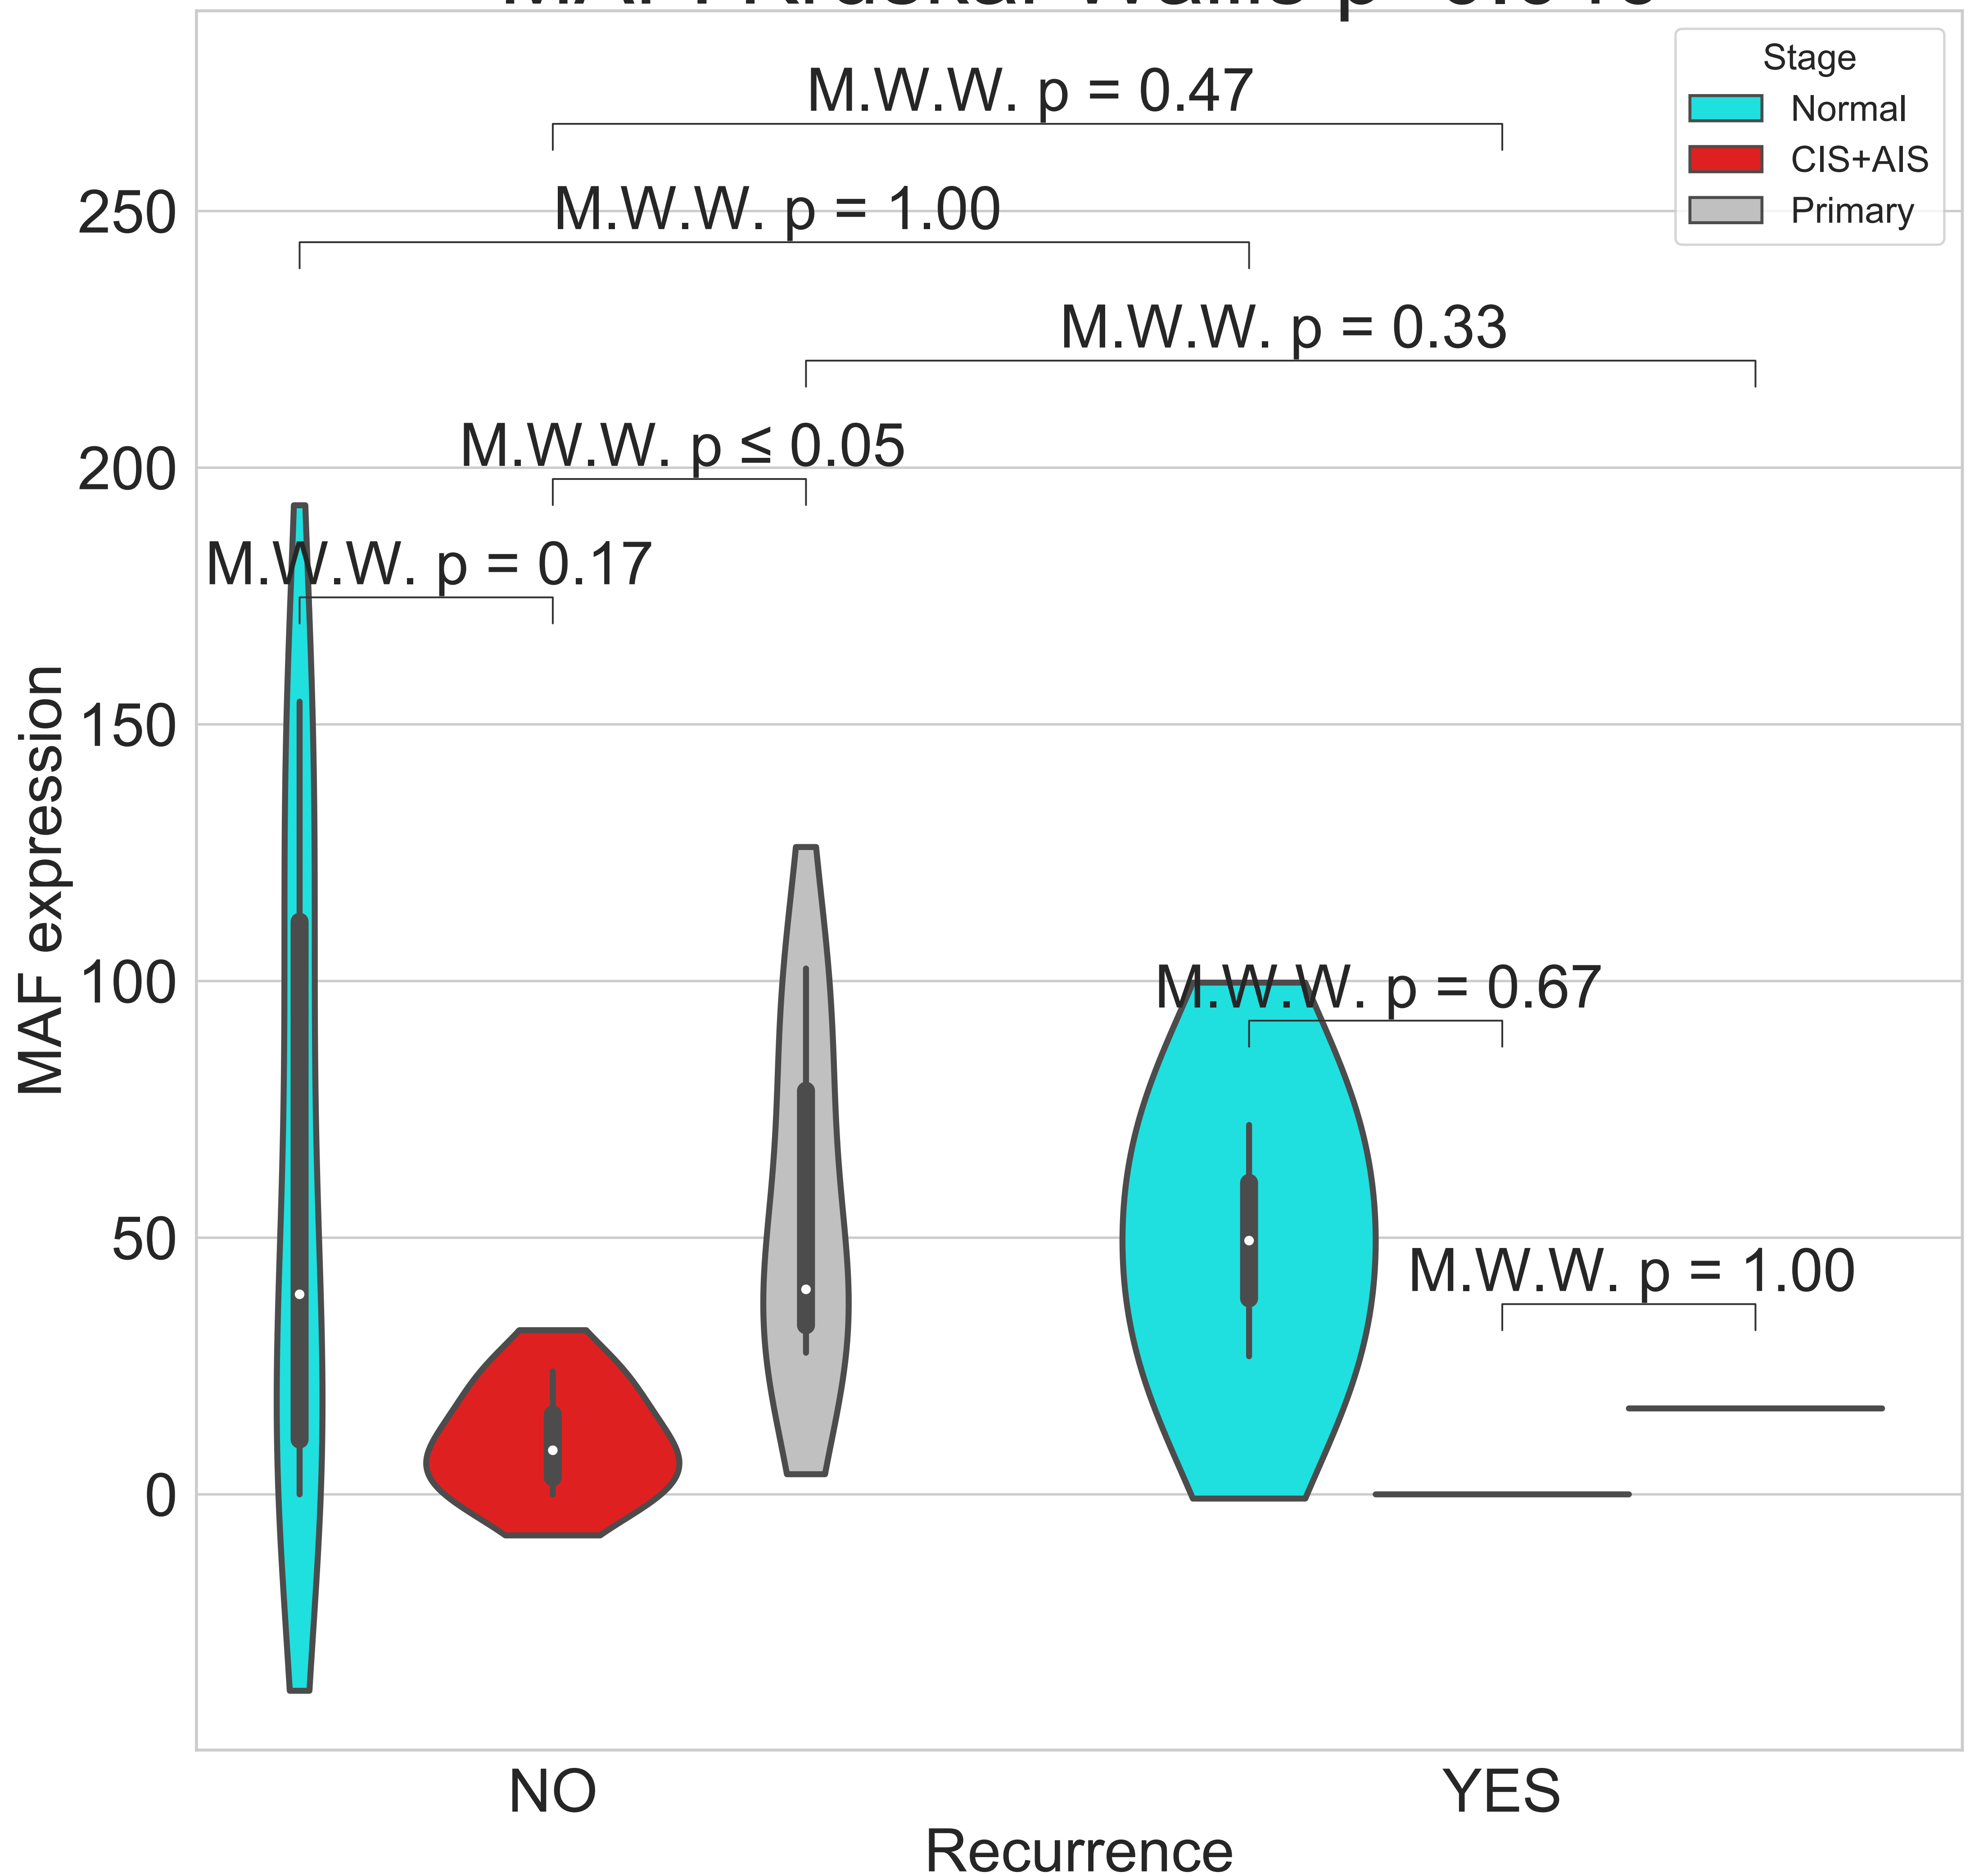 Stage
Normal
CIS+AIS
Primary
M.W.W. p = 0.47
M.W.W. p = 1.00
M.W.W. p = 0.33
M.W.W. p ≤ 0.05
M.W.W. p = 0.17
M.W.W. p = 0.67
M.W.W. p = 1.00
MAF expression
250
200
150
100
50
0
NO
YES
Recurrence